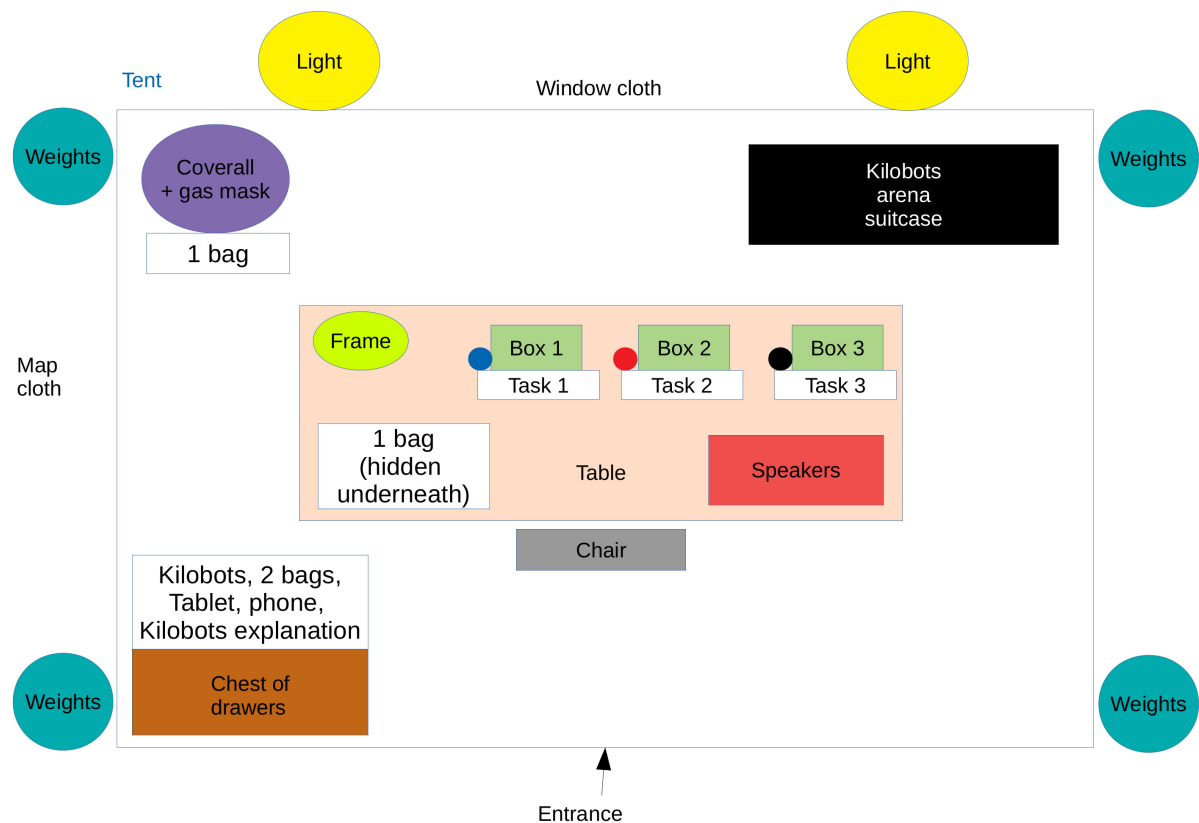 Light
Light
Tent
Window cloth
Weights
Weights
Coverall
+ gas mask
Kilobots
arena
suitcase
1 bag
Map
cloth
Frame
Box 1
Box 2
Box 3
Task 1
Task 2
Task 3
1 bag
(hidden
underneath)
Table
Speakers
Chair
Kilobots, 2 bags,
Tablet, phone,
Kilobots explanation
Chest of
drawers
Weights
Weights
Entrance